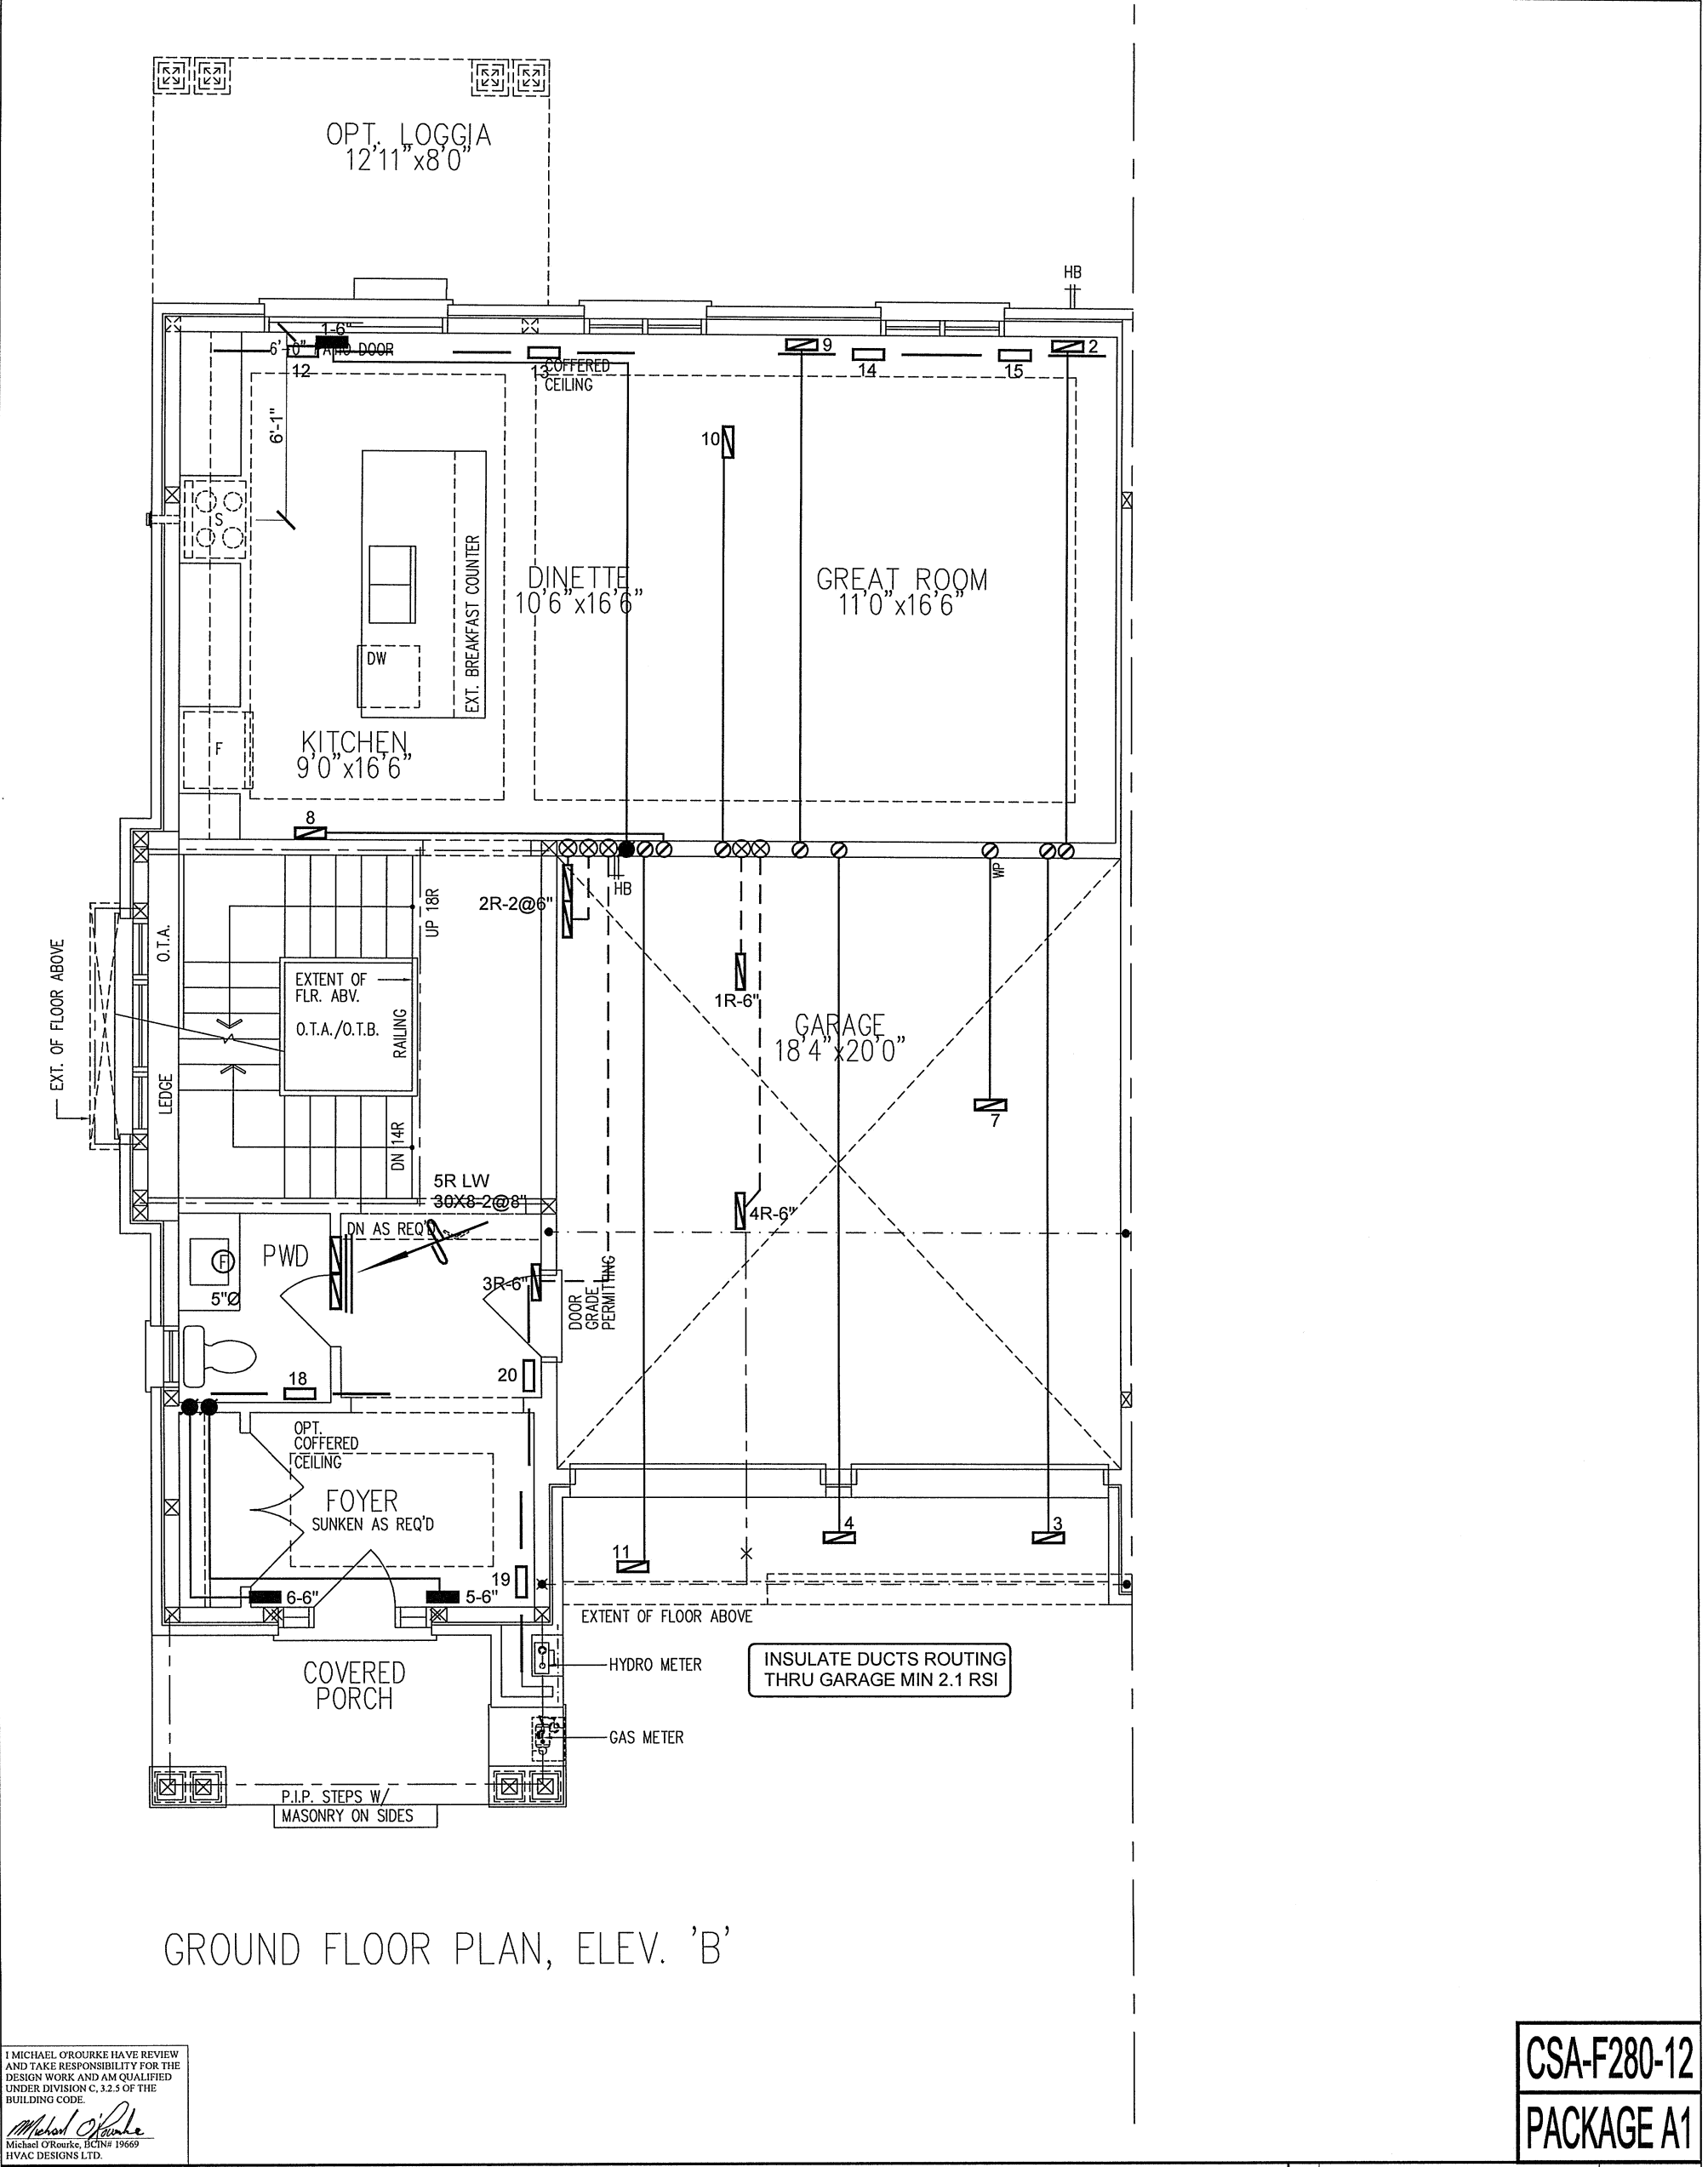 OPT. LOGGIA
12'11"x8'0"
HB
1-6"
6'-0" PATIO DOOR
12
13
COFFERED
CEILING
9
14
15
2
6'-1"
10
S
EXT. BREAKFAST COUNTER
DINETTE
10'6"x16'6"
GREAT ROOM
11'0"x16'6"
DW
F
KITCHEN
9'0"x16'6"
8
WP
HB
2R-2@6"
UP 18R
O.T.A.
EXT. OF FLOOR ABOVE
EXTENT OF
FLR. ABV.
O.T.A./O.T.B.
RAILING
1R-6"
GARAGE
18'4"x20'0"
LEDGE
7
DN 14R
5R LW
30X8-2@8"
4R-6"
DN AS REQ'D
PWD
F
5"Ø
3R-6"
DOOR
GRADE
PERMITTING
18
20
OPT.
COFFERED
CEILING
FOYER
SUNKEN AS REQ'D
4
3
11
19
6-6"
5-6"
EXTENT OF FLOOR ABOVE
HYDRO METER
INSULATE DUCTS ROUTING
THRU GARAGE MIN 2.1 RSI
COVERED
PORCH
GAS METER
P.I.P. STEPS W/
MASONRY ON SIDES
GROUND FLOOR PLAN, ELEV. 'B'
I MICHAEL O'ROURKE HAVE REVIEW
AND TAKE RESPONSIBILITY FOR THE
DESIGN WORK AND AM QUALIFIED
UNDER DIVISION C, 3.2.5 OF THE
BUILDING CODE.
Michael O'Rourke
Michael O'Rourke, BCIN# 19669
HVAC DESIGNS LTD.
CSA-F280-12
PACKAGE A1